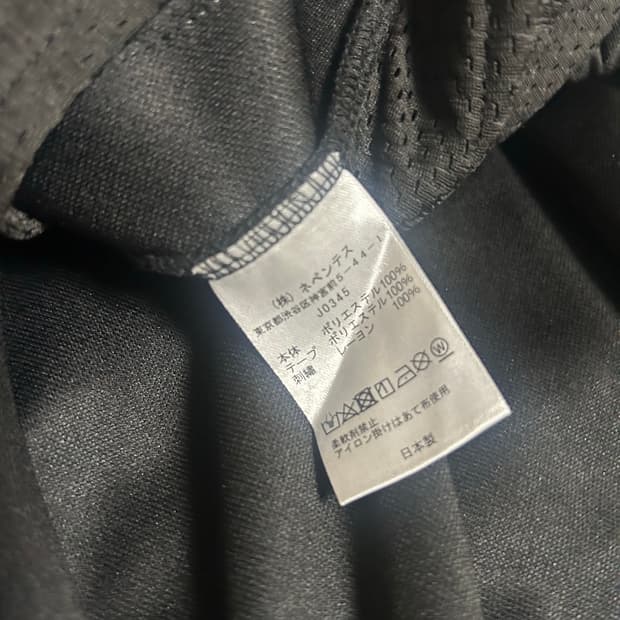 (株) ネペンテス
東京都渋谷区神宮前5-44-1
J0345
本体 ポリエステル100%
テープ ポリエステル100%
刺繍 レーヨン 100%
柔軟剤禁止
アイロン掛けはあて布使用
日本製